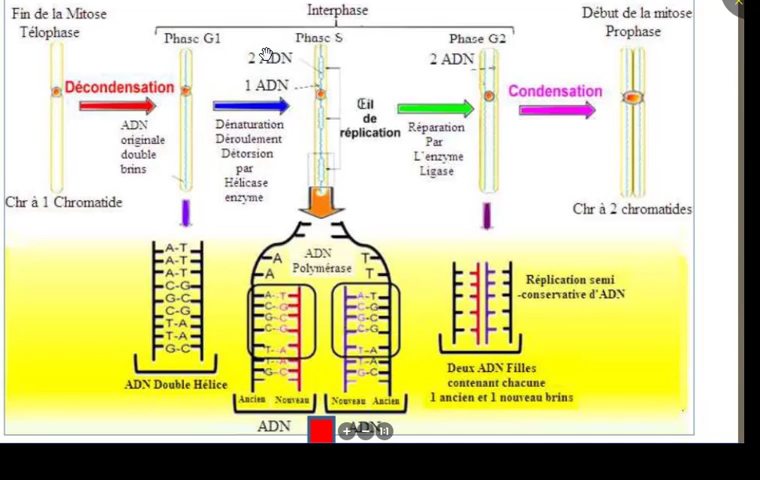 Fin de la Mitose
Télophase
Interphase
Début de la mitose
Prophase
Phase G1
Phase S
Phase G2
2 ADN
2 ADN
1 ADN
Décondensation
Condensation
ADN
originale
double
brins
Dénaturation
Déroulement
Détorsion
par
Hélicase
enzyme
Œil
de
réplication
Réparation
Par
L'enzyme
Ligase
Chr à 1 Chromatide
Chr à 2 chromatides
A-T
A-T
A-T
C-G
G-C
C-G
T-A
T-A
G-C
ADN Double Hélice
ADN
Polymérase
A
A
T
T
A-T
C-G
G-C
C-G
T-A
T-A
G-C
A-T
C-G
G-C
C-G
T-A
T-A
G-C
Ancien Nouveau
Nouveau Ancien
ADN
ADN
1:1
Réplication semi
-conservative d'ADN
Deux ADN Filles
contenant chacune
1 ancien et 1 nouveau brins